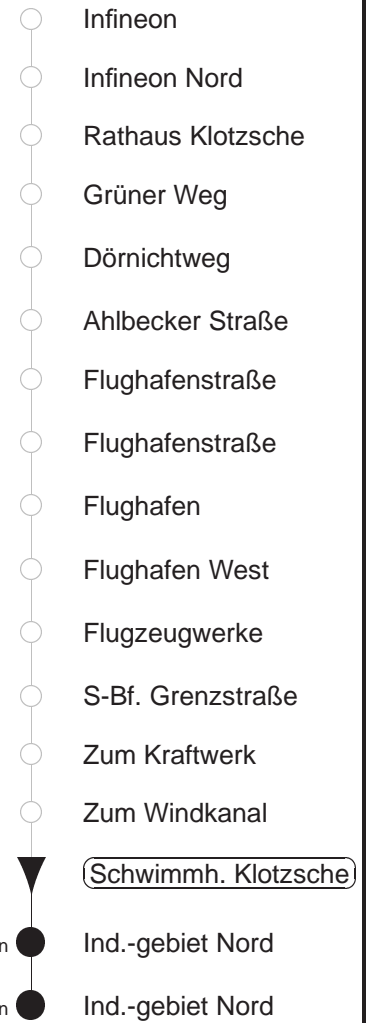 Infineon
Infineon Nord
Rathaus Klotzsche
Grüner Weg
Dörnichtweg
Ahlbecker Straße
Flughafenstraße
Flughafenstraße
Flughafen
Flughafen West
Flugzeugwerke
S-Bf. Grenzstraße
Zum Kraftwerk
Zum Windkanal
Schwimmh. Klotzsche
n Ind.-gebiet Nord
n Ind.-gebiet Nord